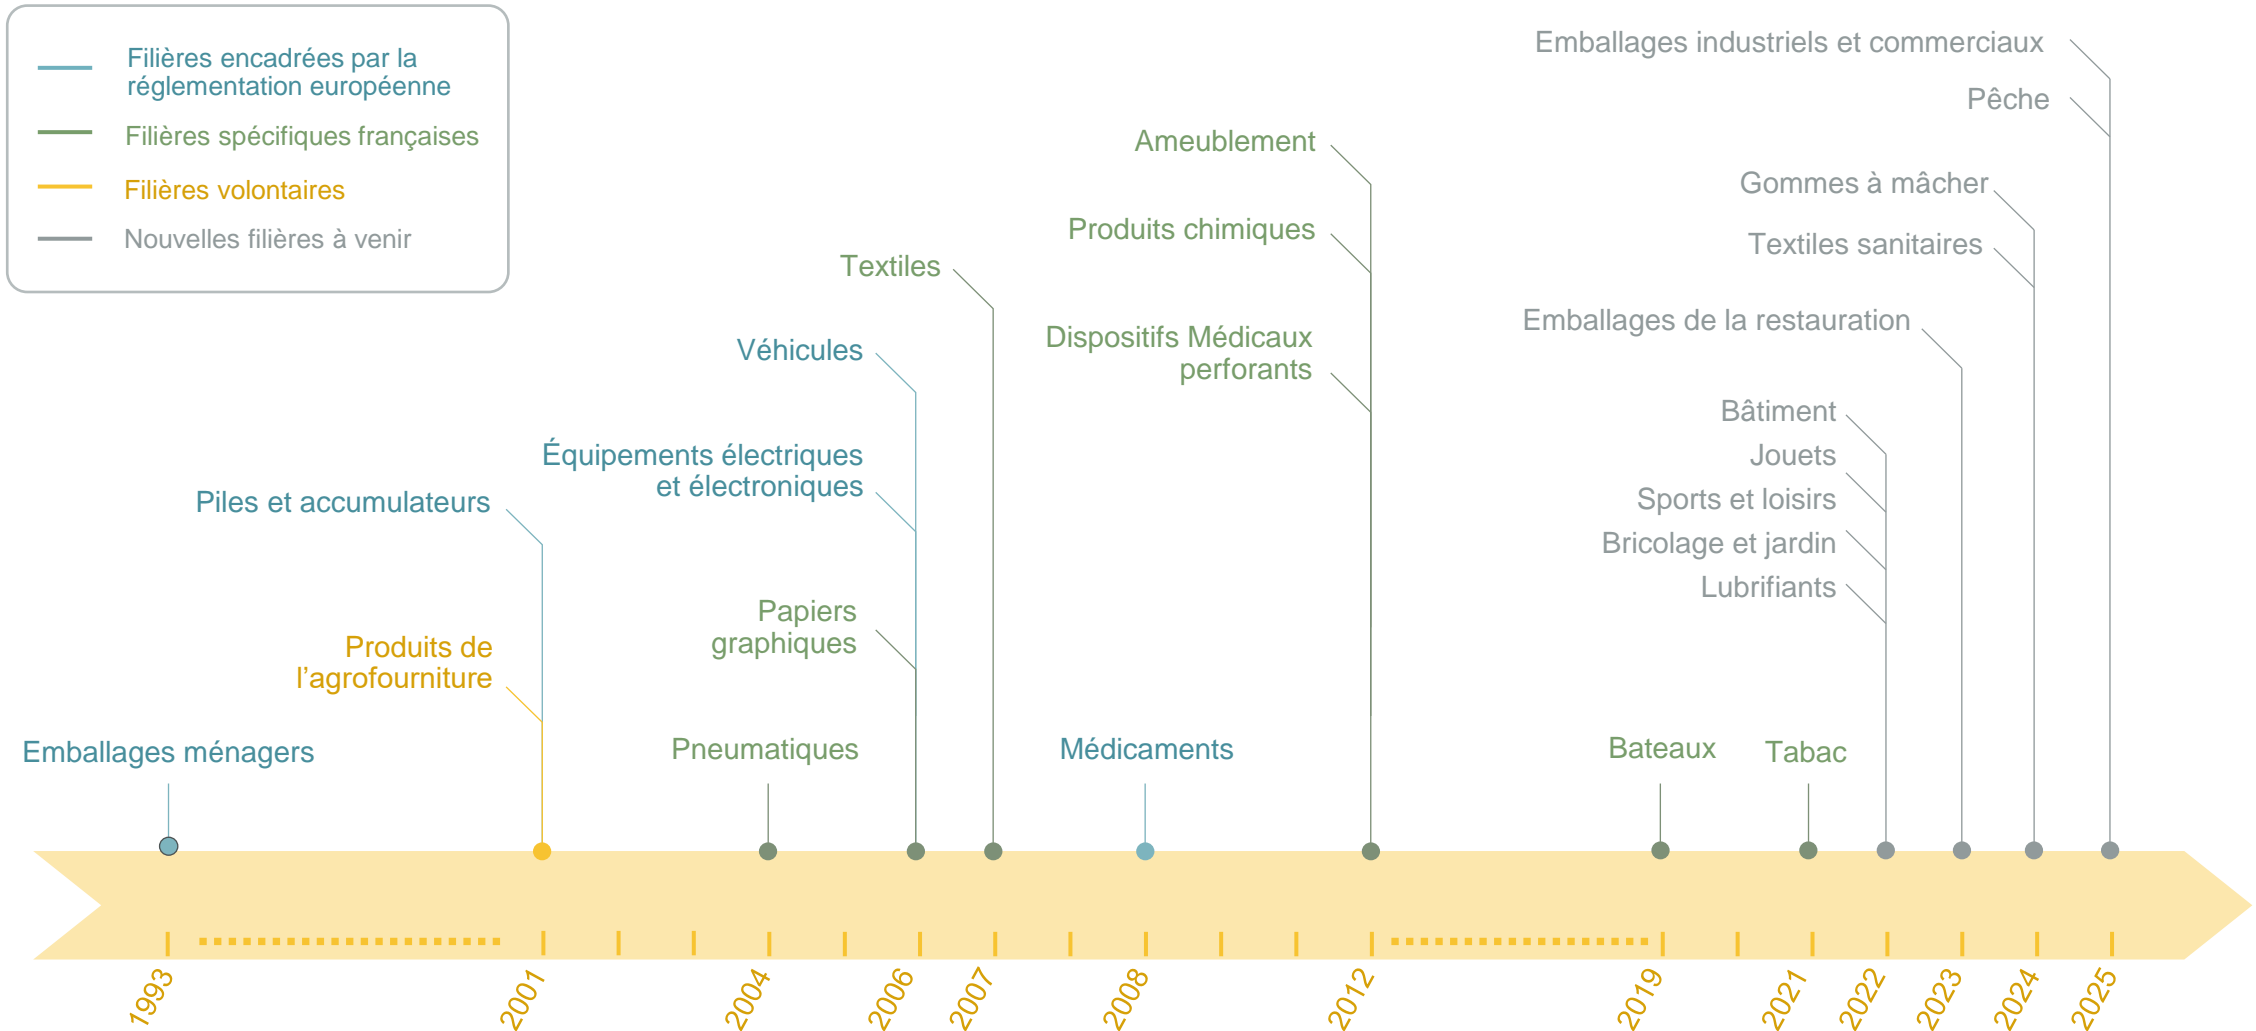 Filières encadrées par la
réglementation européenne
Filières spécifiques françaises
Filières volontaires
Nouvelles filières à venir
Emballages industriels et commerciaux
Pêche
Ameublement
Gommes à mâcher
Produits chimiques
Textiles sanitaires
Textiles
Emballages de la restauration
Dispositifs Médicaux
perforants
Véhicules
Bâtiment
Équipements électriques
et électroniques
Jouets
Piles et accumulateurs
Sports et loisirs
Bricolage et jardin
Lubrifiants
Papiers
graphiques
Produits de
l’agrofourniture
Emballages ménagers
Pneumatiques
Médicaments
Bateaux
Tabac
1993
2001
2004
2006
2007
2008
2012
2019
2021
2022
2023
2024
2025